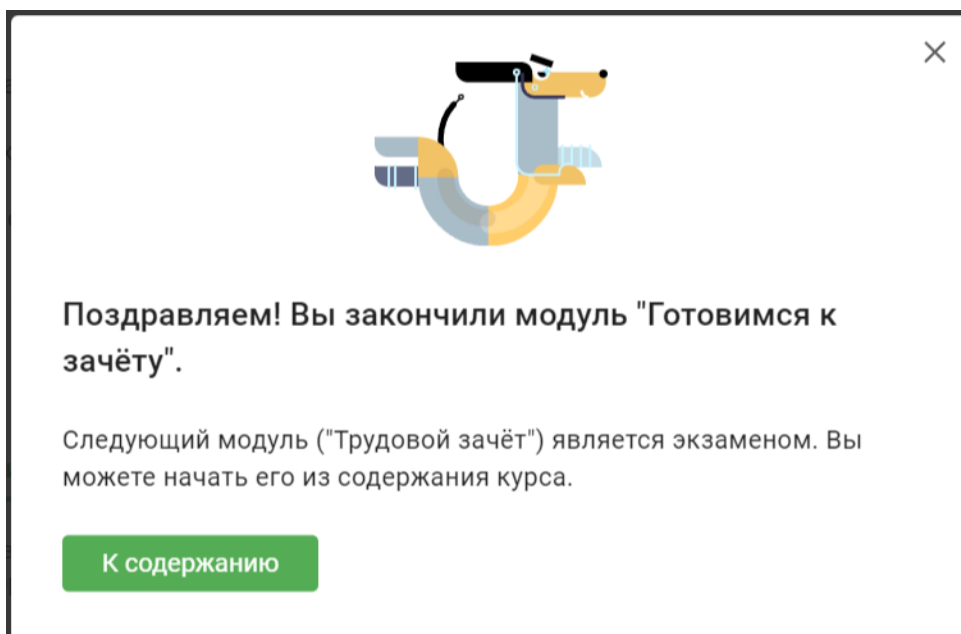 Поздравляем! Вы закончили модуль "Готовимся к
зачёту".
Следующий модуль ("Трудовой зачёт") является экзаменом. Вы
можете начать его из содержания курса.
К содержанию